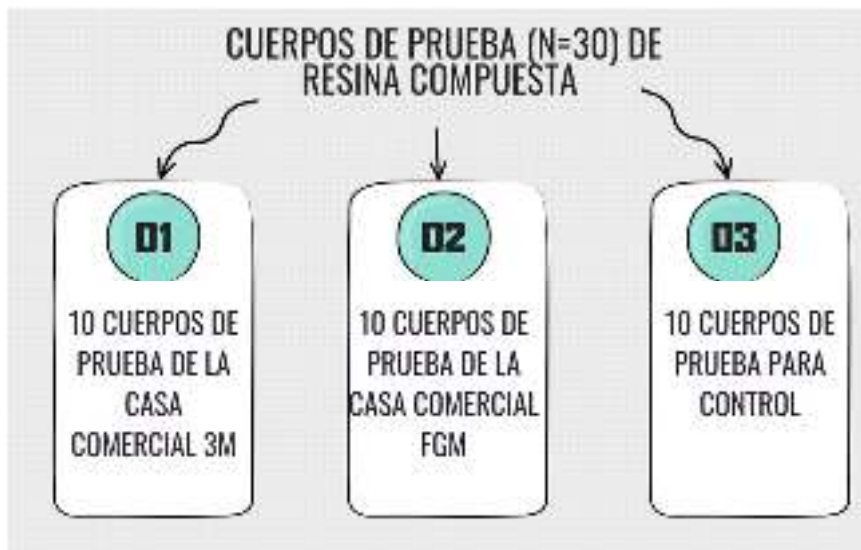 CUERPOS DE PRUEBA (N=30) DE
RESINA COMPUESTA
01
10 CUERPOS DE
PRUEBA DE LA
CASA
COMERCIAL 3M
02
10 CUERPOS DE
PRUEBA DE LA
CASA COMERCIAL
FGM
03
10 CUERPOS DE
PRUEBA PARA
CONTROL